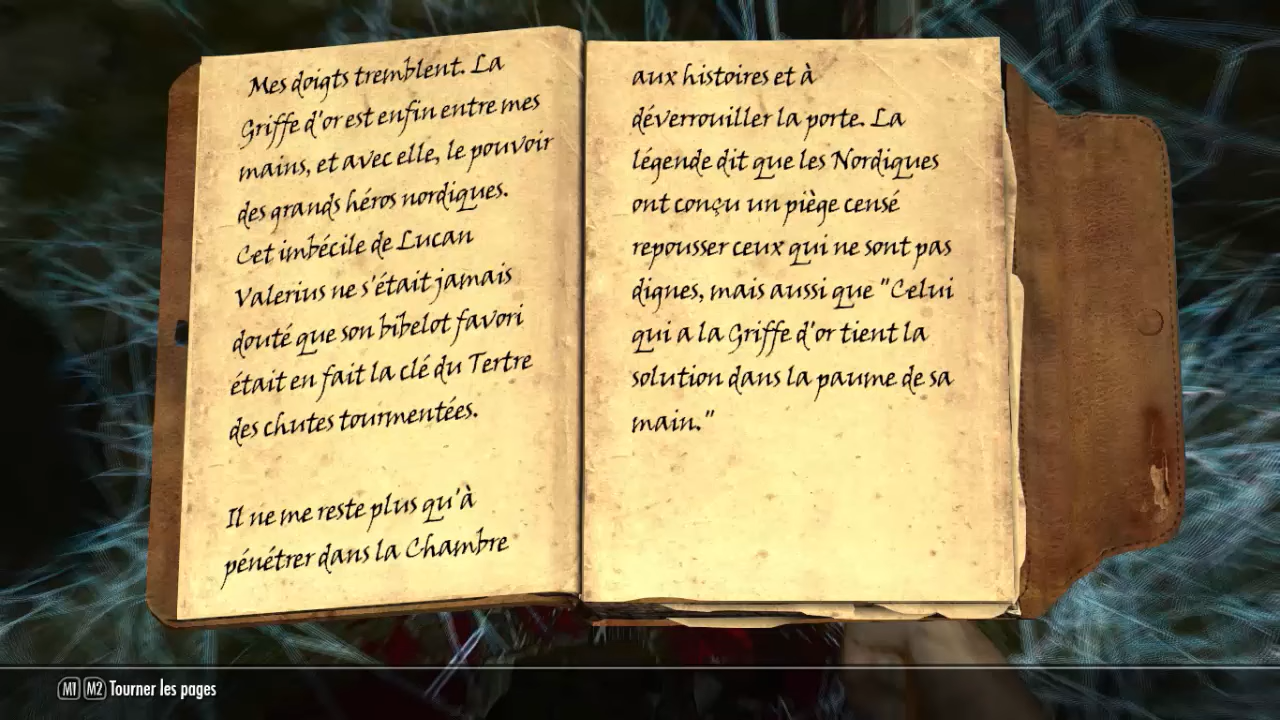 Mes doigts tremblent. La
Griffe d'or est enfin entre mes
mains, et avec elle, le pouvoir
des grands héros nordiques.
Cet imbécile de Lucan
Valerius ne s'était jamais
douté que son bibelot favori
était en fait la clé du Tertre
des chutes tourmentées.
Il ne me reste plus qu'à
pénétrer dans la Chambre
aux histoires et à
déverrouiller la porte. La
légende dit que les Nordiques
ont conçu un piège censé
repousser ceux qui ne sont pas
dignes, mais aussi que "Celui
qui a la Griffe d'or tient la
solution dans la paume de sa
main."
M1 M2 Tourner les pages